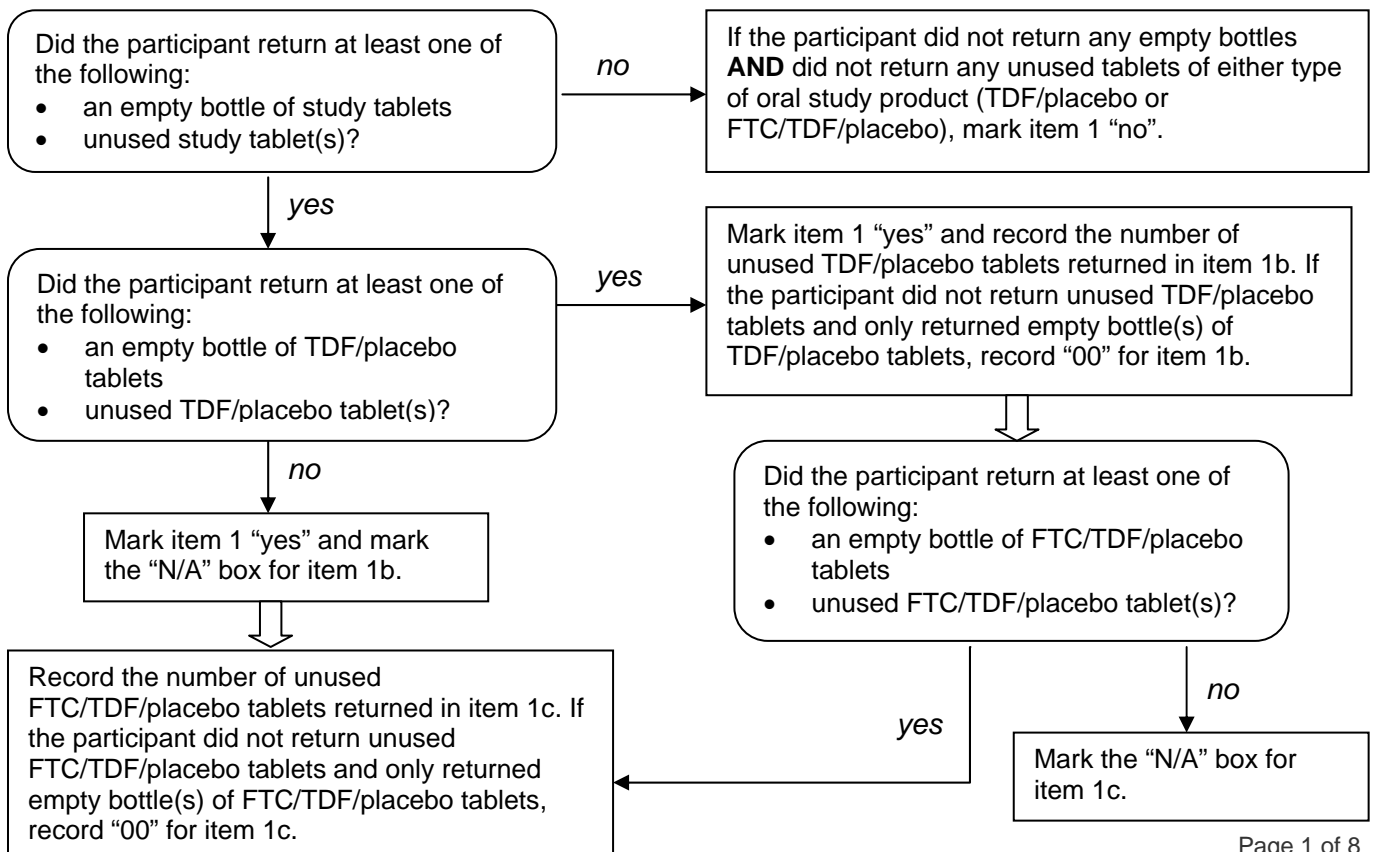 Did the participant return at least one of
the following:
• an empty bottle of study tablets
• unused study tablet(s)?
no
If the participant did not return any empty bottles
AND did not return any unused tablets of either type
of oral study product (TDF/placebo or
FTC/TDF/placebo), mark item 1 “no”.
yes
Did the participant return at least one of
the following:
• an empty bottle of TDF/placebo
tablets
• unused TDF/placebo tablet(s)?
yes
Mark item 1 “yes” and record the number of
unused TDF/placebo tablets returned in item 1b. If
the participant did not return unused TDF/placebo
tablets and only returned empty bottle(s) of
TDF/placebo tablets, record “00” for item 1b.
no
Mark item 1 “yes” and mark
the “N/A” box for item 1b.
Did the participant return at least one of
the following:
• an empty bottle of FTC/TDF/placebo
tablets
• unused FTC/TDF/placebo tablet(s)?
Record the number of unused
FTC/TDF/placebo tablets returned in item 1c. If
the participant did not return unused
FTC/TDF/placebo tablets and only returned
empty bottle(s) of FTC/TDF/placebo tablets,
record “00” for item 1c.
yes
no
Mark the “N/A” box for
item 1c.
Page 1 of 8